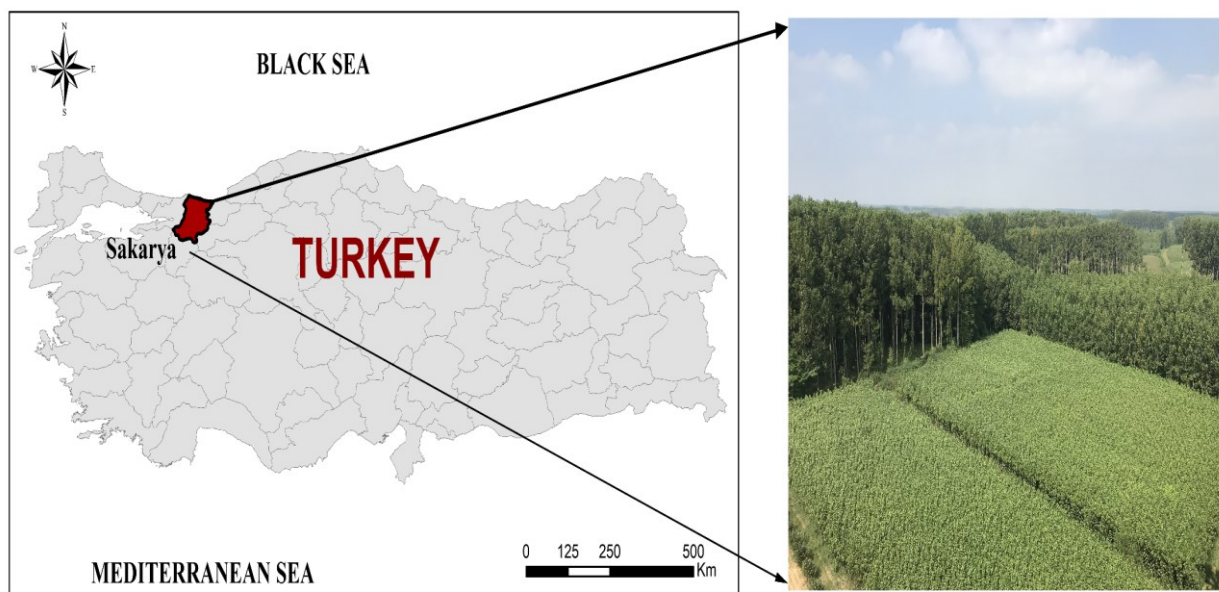 N
W E
S
BLACK SEA
TURKEY
Sakarya
0 125 250 500
Km
MEDITERRANEAN SEA